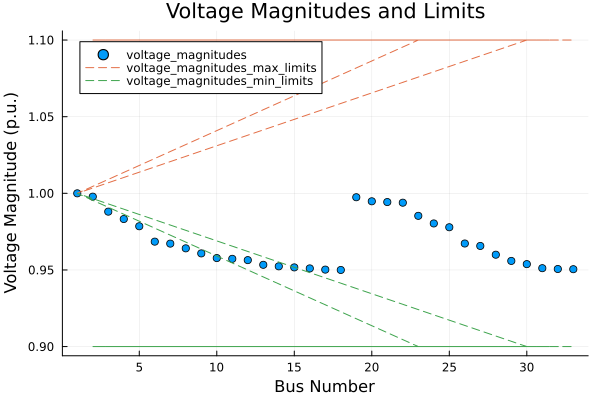 Voltage Magnitudes and Limits
voltage_magnitudes
voltage_magnitudes_max_limits
voltage_magnitudes_min_limits
Voltage Magnitude (p.u.)
1.10
1.05
1.00
0.95
0.90
5 10 15 20 25 30
Bus Number